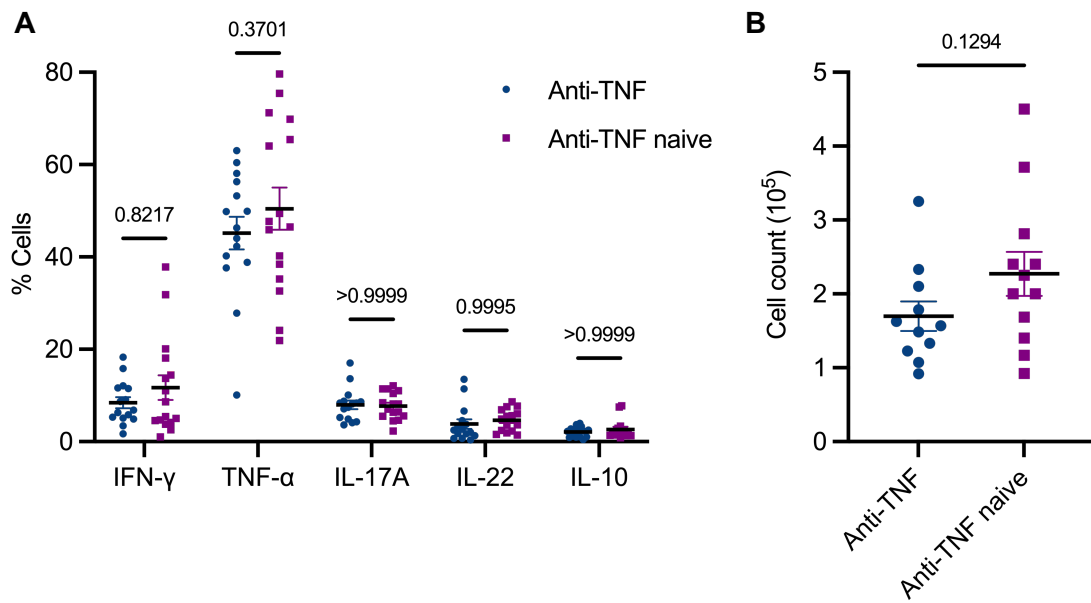 A
0.3701
80
Anti-TNF
Anti-TNF naive
60
0.8217
% Cells
40
>0.9999
0.9995
>0.9999
20
0
IFN-γ
TNF-α
IL-17A
IL-22
IL-10
B
0.1294
5
4
3
Cell count (10⁵)
2
1
0
Anti-TNF
Anti-TNF naive